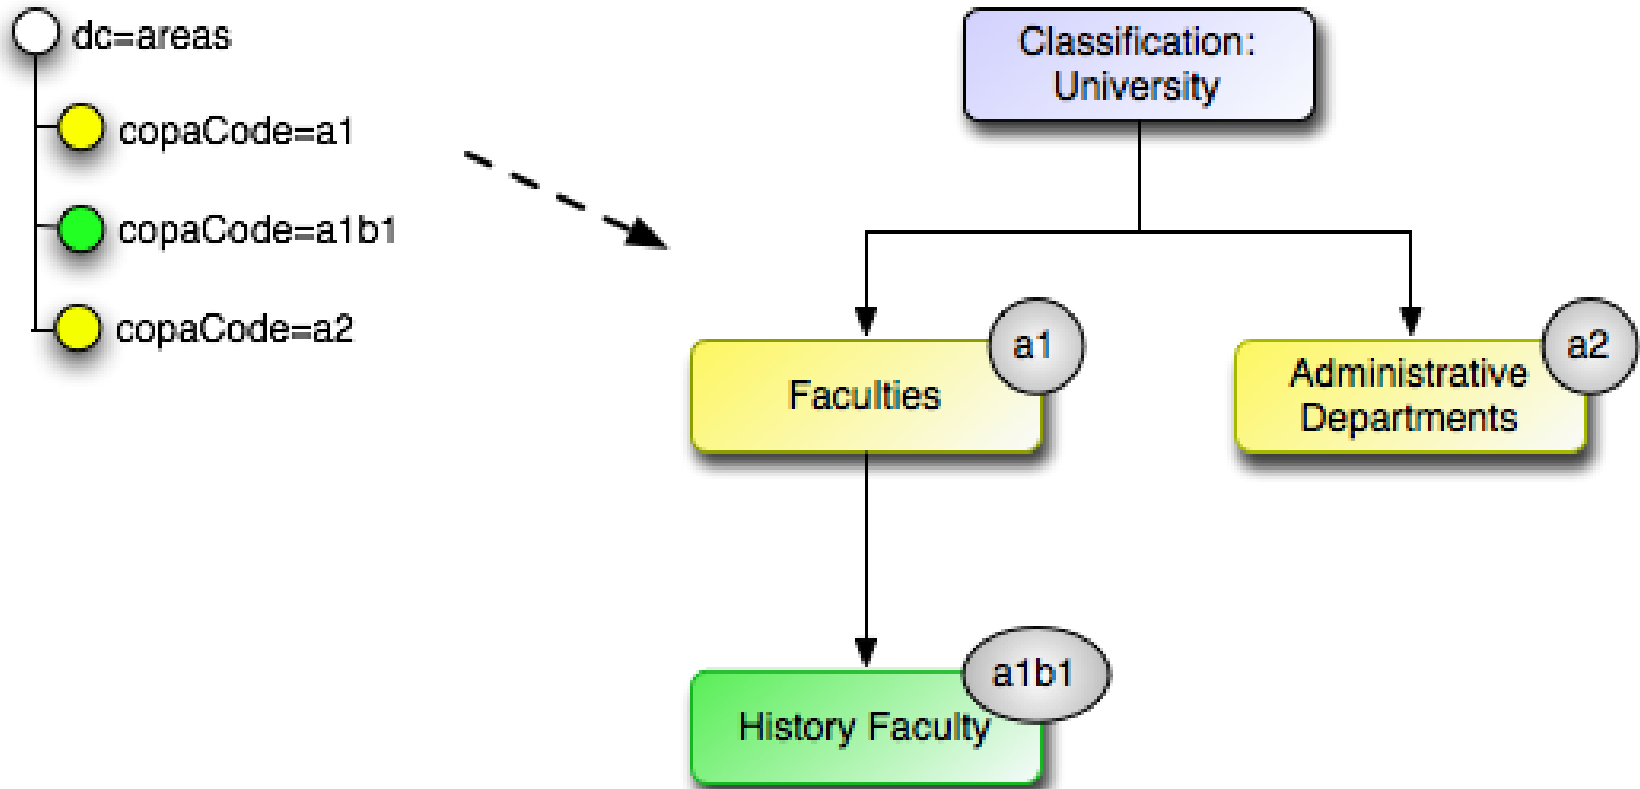 dc=areas
copaCode=a1
copaCode=a1b1
copaCode=a2
Classification:
University
a1
Faculties
a2
Administrative
Departments
a1b1
History Faculty